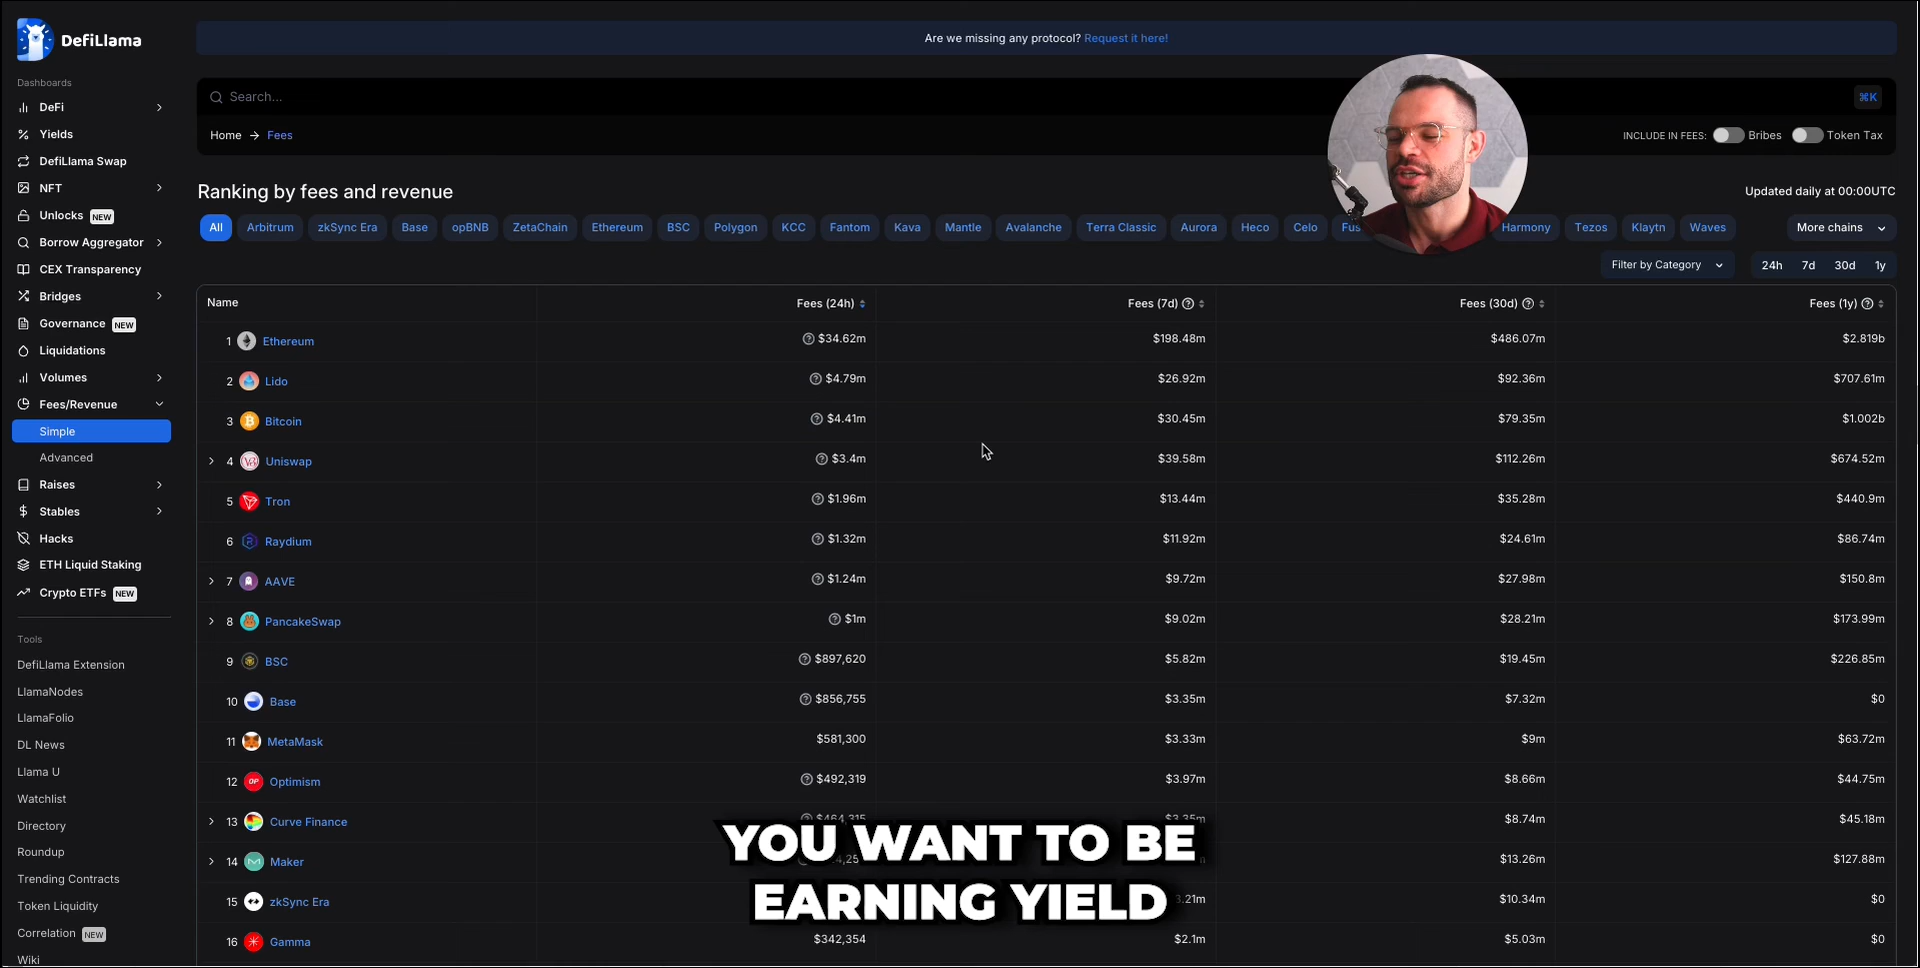 DefiLlama
Dashboards
DeFi
Yields
DefiLlama Swap
NFT
Unlocks NEW
Borrow Aggregator
CEX Transparency
Bridges
Governance NEW
Liquidations
Volumes
Fees/Revenue
Simple
Advanced
Raises
Stables
Hacks
ETH Liquid Staking
Crypto ETFs NEW
Tools
DefiLlama Extension
LlamaNodes
LlamaFolio
DL News
Llama U
Watchlist
Directory
Roundup
Trending Contracts
Token Liquidity
Correlation NEW
Wiki
Are we missing any protocol? Request it here!
Search... ⌘K
Home → Fees INCLUDE IN FEES: Bribes Token Tax
Ranking by fees and revenue Updated daily at 00:00UTC
All Arbitrum zkSync Era Base opBNB ZetaChain Ethereum BSC Polygon KCC Fantom Kava Mantle Avalanche Terra Classic Aurora Heco Celo Harmony Tezos Klaytn Waves More chains
Filter by Category 24h 7d 30d 1y
Name Fees (24h) Fees (7d) Fees (30d) Fees (1y)
1 Ethereum $34.62m $198.48m $486.07m $2.819b
2 Lido $4.79m $26.92m $92.36m $707.61m
3 Bitcoin $4.41m $30.45m $79.35m $1.002b
4 Uniswap $3.4m $39.58m $112.26m $674.52m
5 Tron $1.96m $13.44m $35.28m $440.9m
6 Raydium $1.32m $11.92m $24.61m $86.74m
7 AAVE $1.24m $9.72m $27.98m $150.8m
8 PancakeSwap $1m $9.02m $28.21m $173.99m
9 BSC $897,620 $5.82m $19.45m $226.85m
10 Base $856,755 $3.35m $7.32m $0
11 MetaMask $581,300 $3.33m $9m $63.72m
12 Optimism $492,319 $3.97m $8.66m $44.75m
13 Curve Finance $8.74m $45.18m
14 Maker $13.26m $127.88m
15 zkSync Era $10.34m $0
16 Gamma $342,354 $2.1m $5.03m $0
YOU WANT TO BE
EARNING YIELD